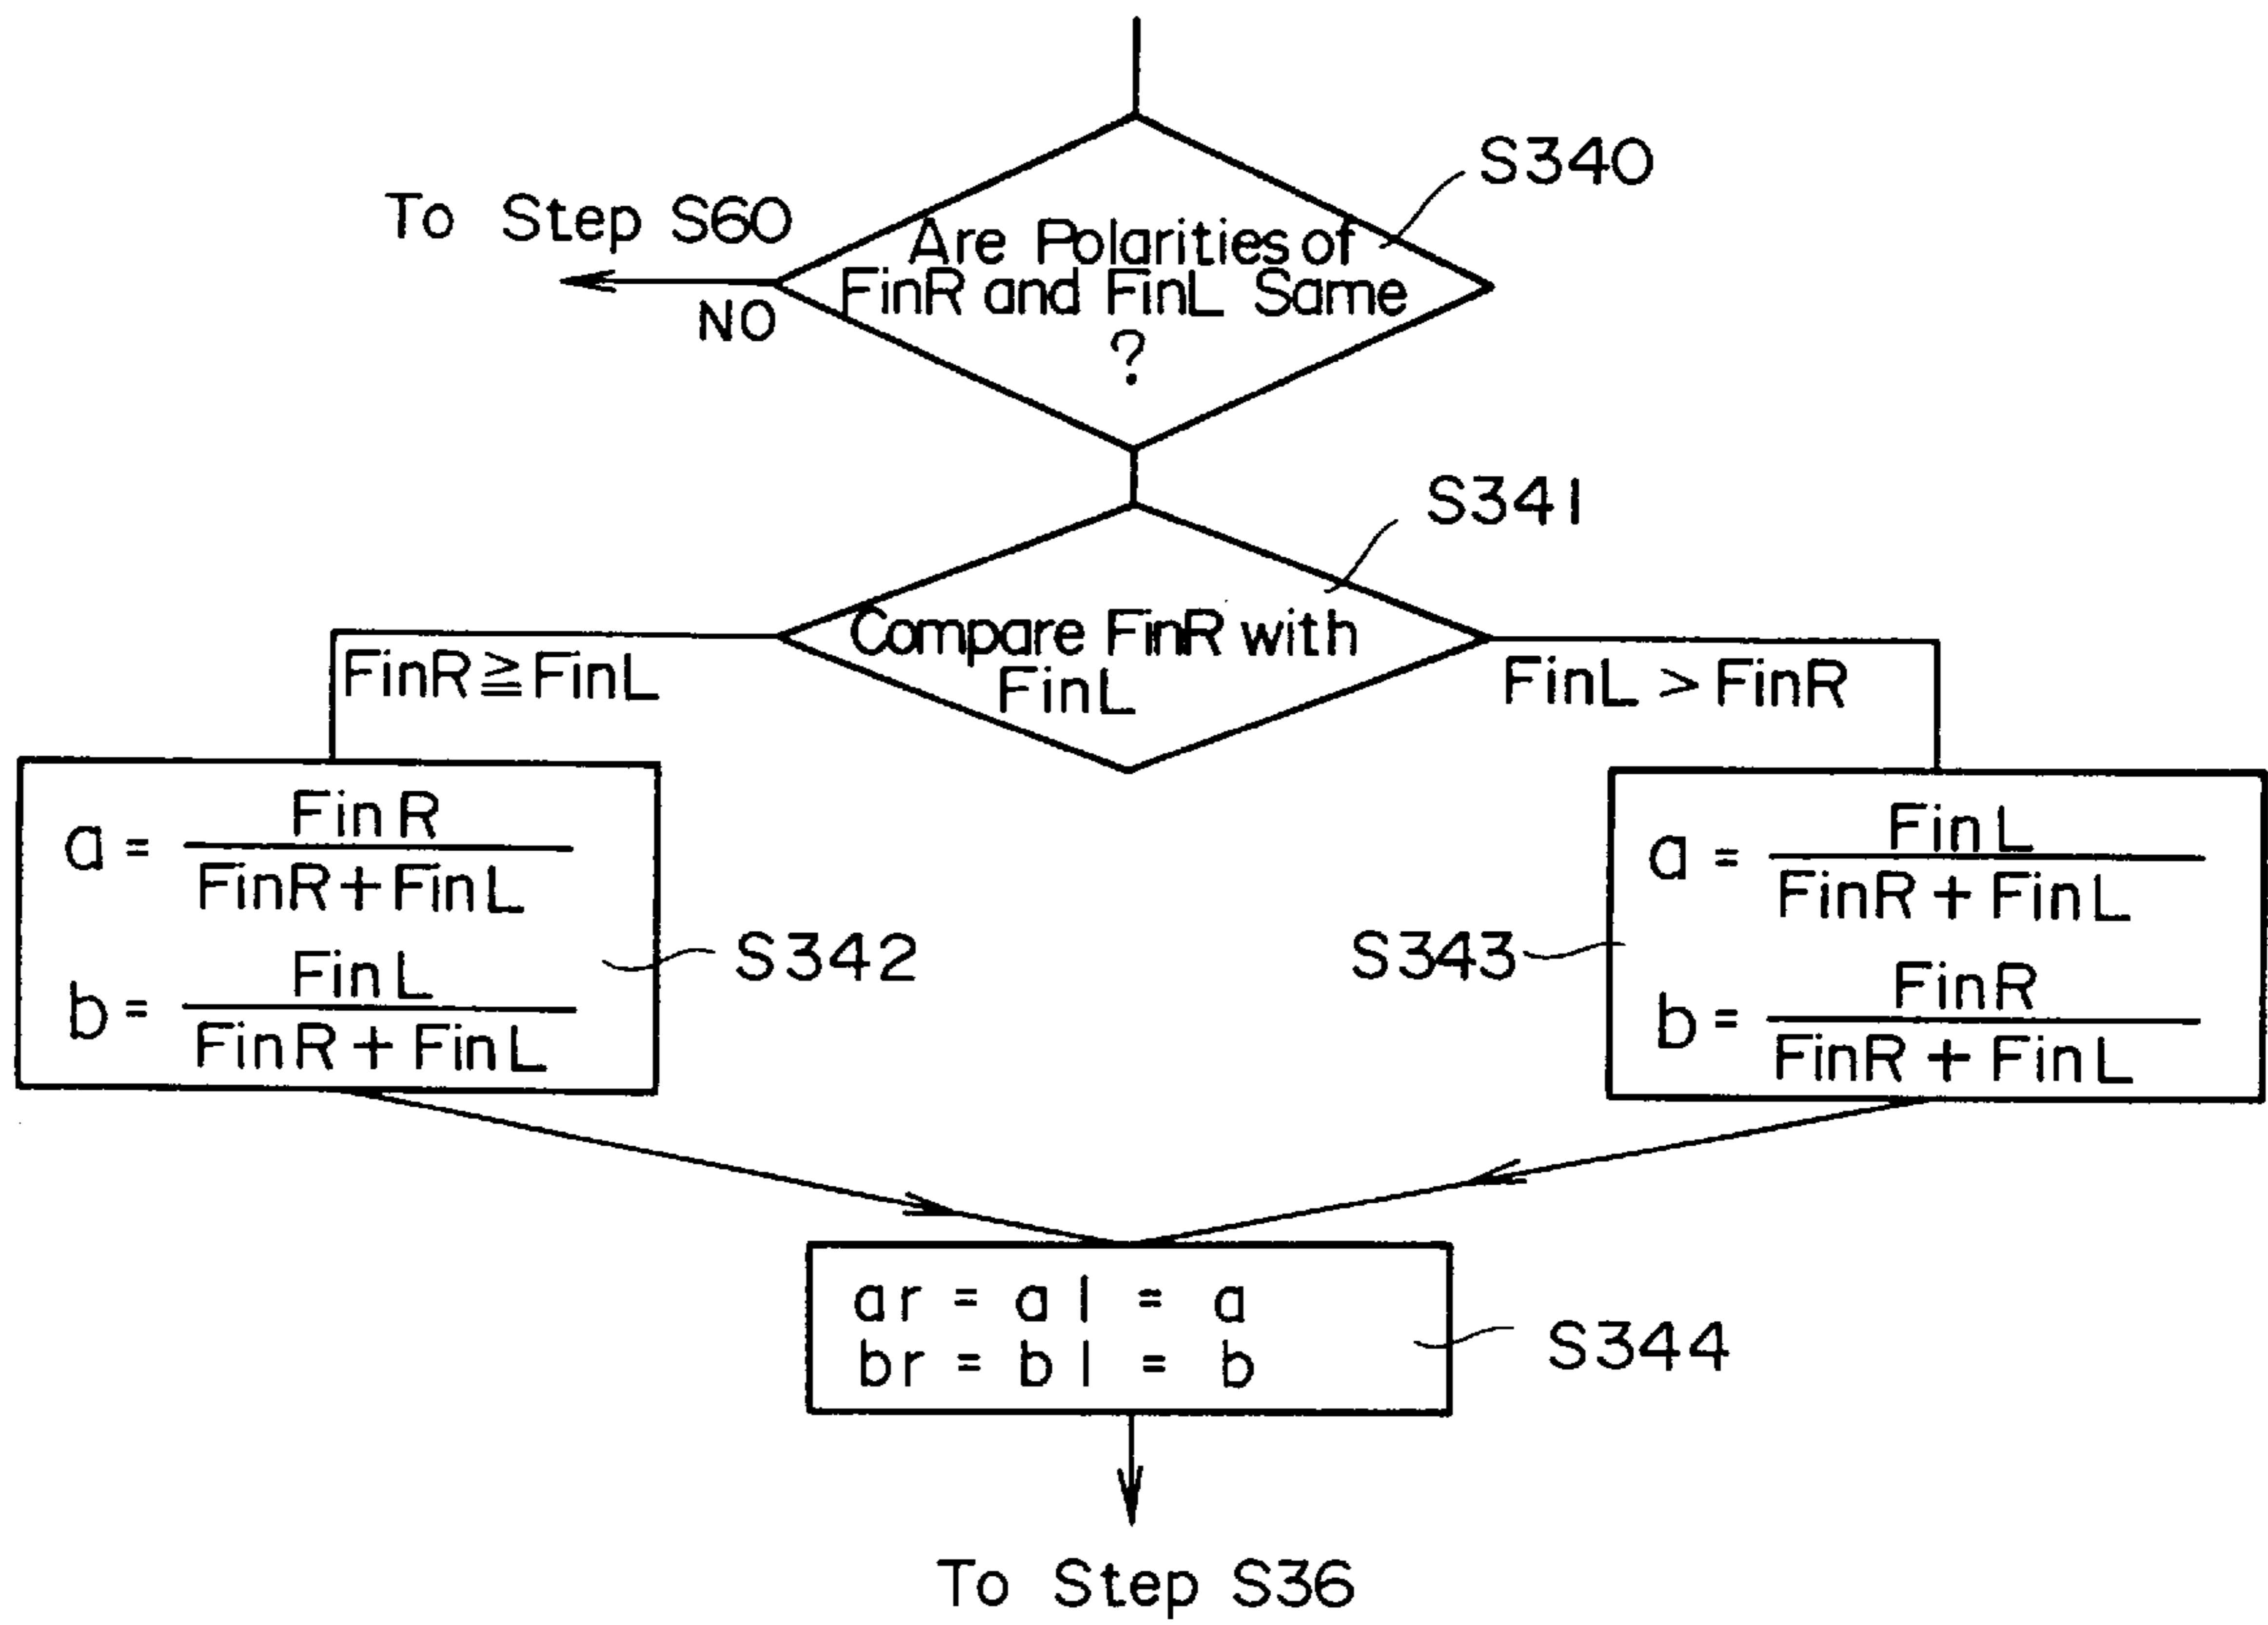 S340
To Step S60
Are Polarities of
FinR and FinL Same
?
NO
S341
Compare FinR with
FinL
FinR ≧ FinL
FinL > FinR
a = FinR
FinR + FinL
b = FinL
FinR + FinL
S342
S343
a = FinL
FinR + FinL
b = FinR
FinR + FinL
ar = al = a
br = bl = b
S344
To Step S36